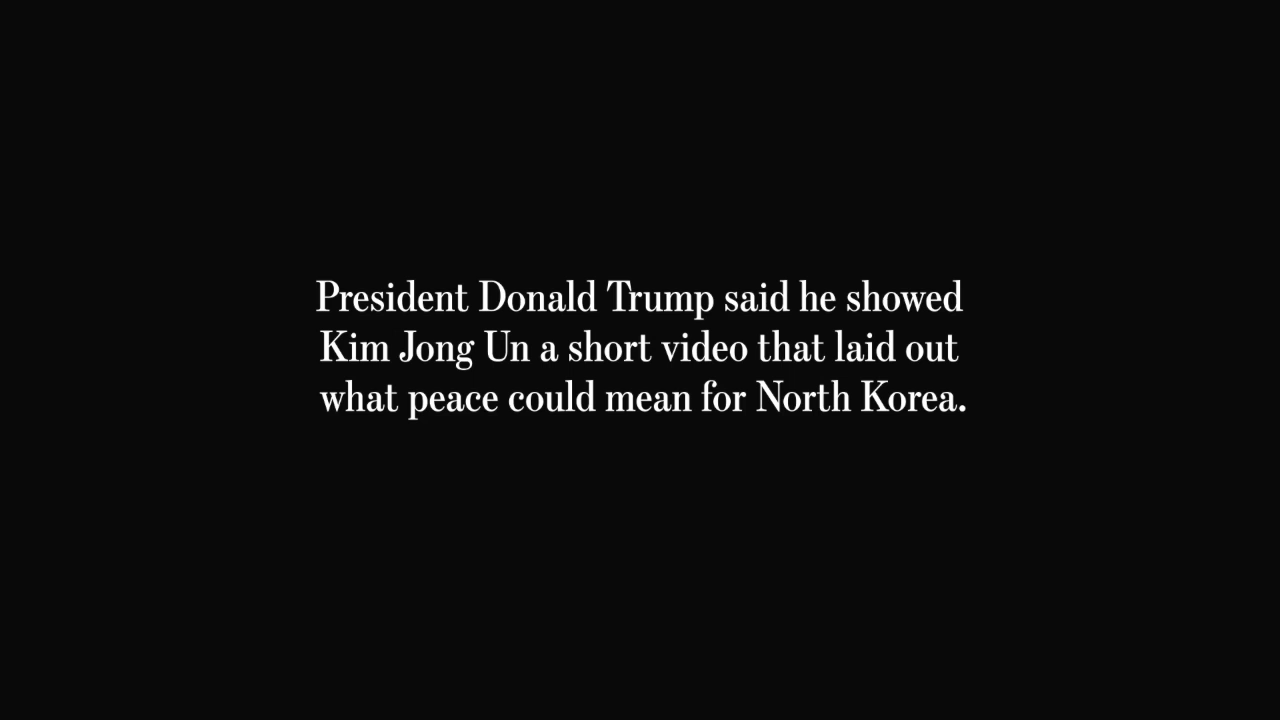 President Donald Trump said he showed
Kim Jong Un a short video that laid out
what peace could mean for North Korea.